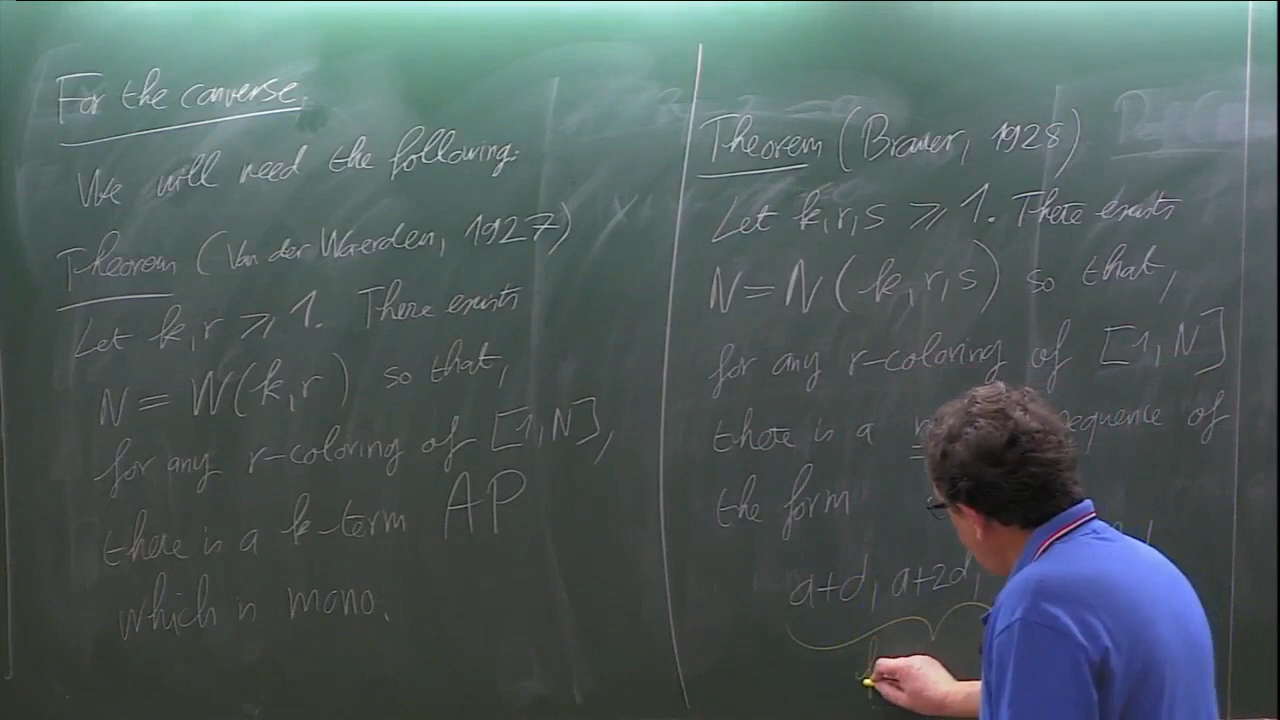 For the converse.
We will need the following:
Theorem (Van der Waerden, 1927)
Let k,r ⩾ 1. There exists
N = W(k,r) so that,
for any r-coloring of [1,N],
there is a k-term AP
which is mono.
Theorem (Brauer, 1928)
Let k,r,s ⩾ 1. There exists
N = N(k,r,s) so that,
for any r-coloring of [1,N]
there is a
of
the form
a+d, a+2d,